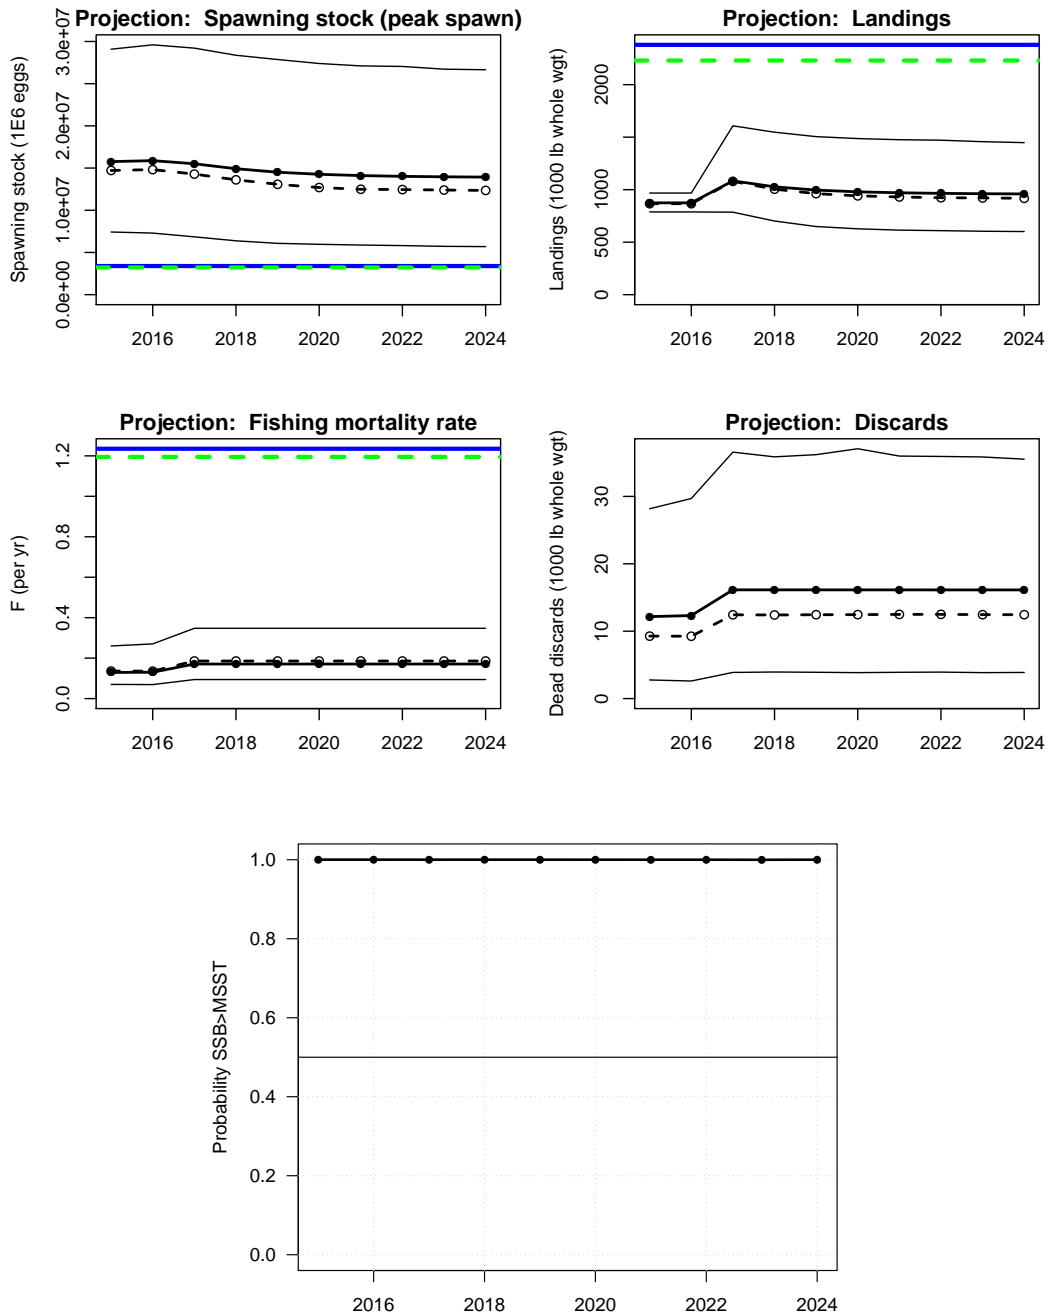 Projection: Spawning stock (peak spawn)
Spawning stock (1E6 eggs)
0.0e+00 1.0e+07 2.0e+07 3.0e+07
2016 2018 2020 2022 2024
Projection: Landings
Landings (1000 lb whole wgt)
0 500 1000 2000
2016 2018 2020 2022 2024
Projection: Fishing mortality rate
F (per yr)
0.0 0.4 0.8 1.2
2016 2018 2020 2022 2024
Projection: Discards
Dead discards (1000 lb whole wgt)
0 10 20 30
2016 2018 2020 2022 2024
Probability SSB>MSST
1.0
0.8
0.6
0.4
0.2
0.0
2016 2018 2020 2022 2024